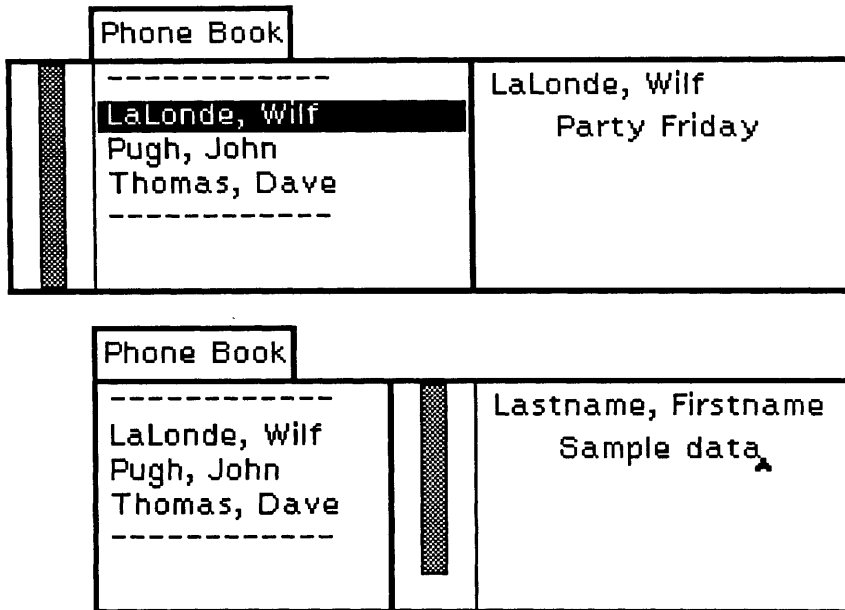 Phone Book
------------
LaLonde, Wilf
Pugh, John
Thomas, Dave
------------
LaLonde, Wilf
Party Friday
Phone Book
------------
LaLonde, Wilf
Pugh, John
Thomas, Dave
------------
Lastname, Firstname
Sample data